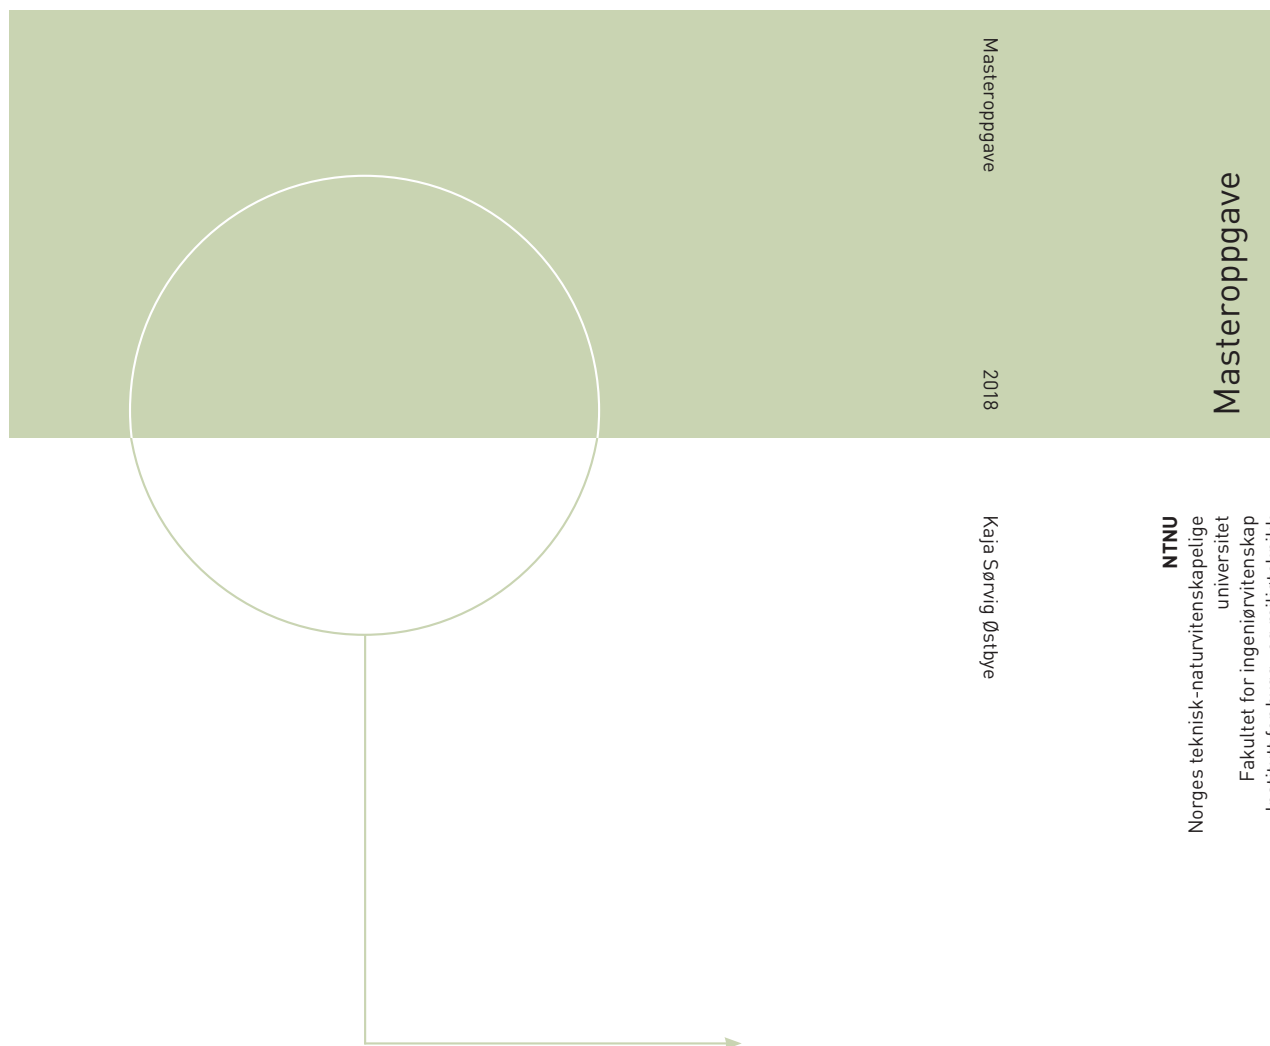 Masteroppgave
2018
Kaja Sørvig Østbye
Masteroppgave
NTNU
Norges teknisk-naturvitenskapelige
universitet
Fakultet for ingeniørvitenskap